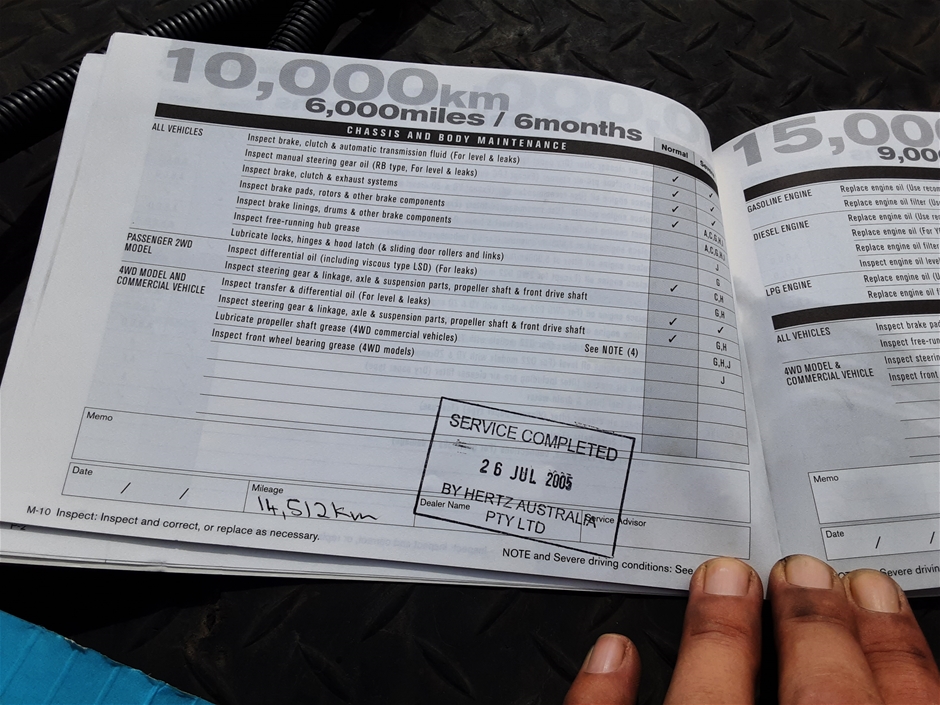 10,000km
6,000miles / 6months
CHASSIS AND BODY MAINTENANCE
Normal
ALL VEHICLES
Inspect brake, clutch & automatic transmission fluid (For level & leaks)
Inspect manual steering gear oil (RB type, For level & leaks)
Inspect brake, clutch & exhaust systems
Inspect brake pads, rotors & other brake components
Inspect brake linings, drums & other brake components
A,C,G,H,I
Inspect free-running hub grease
A,C,G,H,I
Lubricate locks, hinges & hood latch (& sliding door rollers and links)
J
PASSENGER 2WD
MODEL
Inspect differential oil (including viscous type LSD) (For leaks)
G
Inspect steering gear & linkage, axle & suspension parts, propeller shaft & front drive shaft
C,H
4WD MODEL AND
COMMERCIAL VEHICLE
Inspect transfer & differential oil (For level & leaks)
G,H
Inspect steering gear & linkage, axle & suspension parts, propeller shaft & front drive shaft
Lubricate propeller shaft grease (4WD commercial vehicles)
See NOTE (4)
G,H
Inspect front wheel bearing grease (4WD models)
G,H,J
J
Memo
SERVICE COMPLETED
26 JUL 2005
BY HERTZ AUSTRALIA
PTY LTD
Date
/ /
Mileage
14,512km
Dealer Name
Service Advisor
M-10 Inspect: Inspect and correct, or replace as necessary.
NOTE and Severe driving conditions: See
15,00
9,00
GASOLINE ENGINE
Replace engine oil (Use recom
Replace engine oil filter (Use
DIESEL ENGINE
Replace engine oil (Use re
Replace engine oil (For
Replace engine oil filter
Inspect engine oil level
LPG ENGINE
Replace engine oil (U
Replace engine oil f
ALL VEHICLES
Inspect brake pad
Inspect free-run
4WD MODEL &
COMMERCIAL VEHICLE
Inspect steerin
Inspect front
Memo
Date
/ /
Severe driving